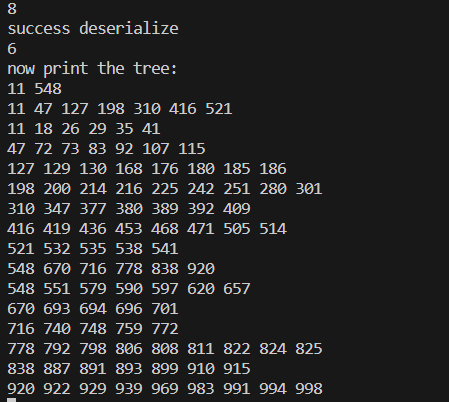 8
success deserialize
6
now print the tree:
11 548
11 47 127 198 310 416 521
11 18 26 29 35 41
47 72 73 83 92 107 115
127 129 130 168 176 180 185 186
198 200 214 216 225 242 251 280 301
310 347 377 380 389 392 409
416 419 436 453 468 471 505 514
521 532 535 538 541
548 670 716 778 838 920
548 551 579 590 597 620 657
670 693 694 696 701
716 740 748 759 772
778 792 798 806 808 811 822 824 825
838 887 891 893 899 910 915
920 922 929 939 969 983 991 994 998